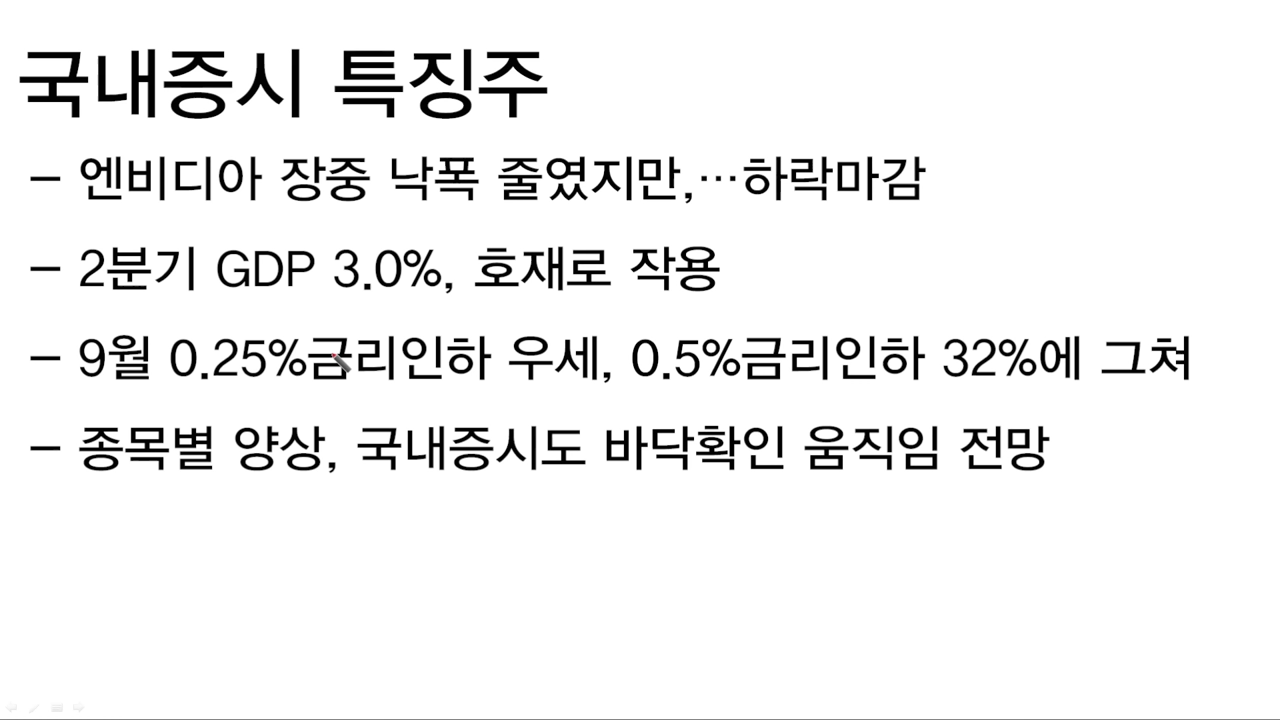 국내증시 특징주
– 엔비디아 장중 낙폭 줄였지만,…하락마감
– 2분기 GDP 3.0%, 호재로 작용
– 9월 0.25%금리인하 우세, 0.5%금리인하 32%에 그쳐
– 종목별 양상, 국내증시도 바닥확인 움직임 전망